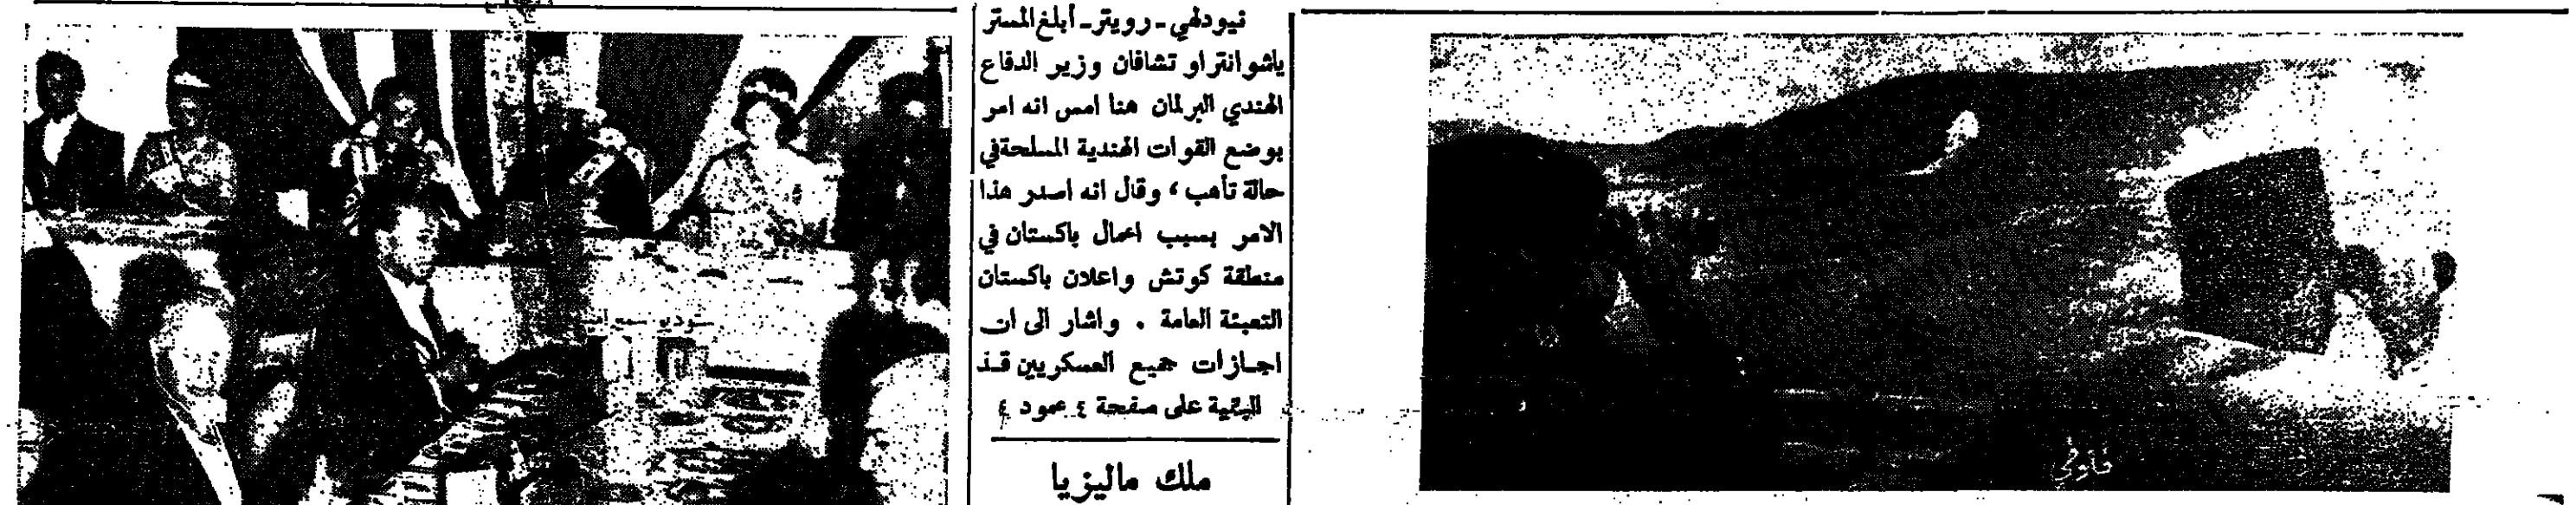 نيودلهي ـ رويتر ـ أبلغ المستر
ياشوانتراو تشافان وزير الدفاع
الهندي البرلمان هنا امس انه امر
بوضع القوات الهندية المسلحة في
حالة تأهب ، وقال انه اصدر هذا
الامر بسبب اعمال باكستان في
منطقة كوتش واعلان باكستان
التعبئة العامة . واشار الى ان
اجازات جميع العسكريين قد
البقية على صفحة ٤ عمود ٤
ملك ماليزيا
ستوديو